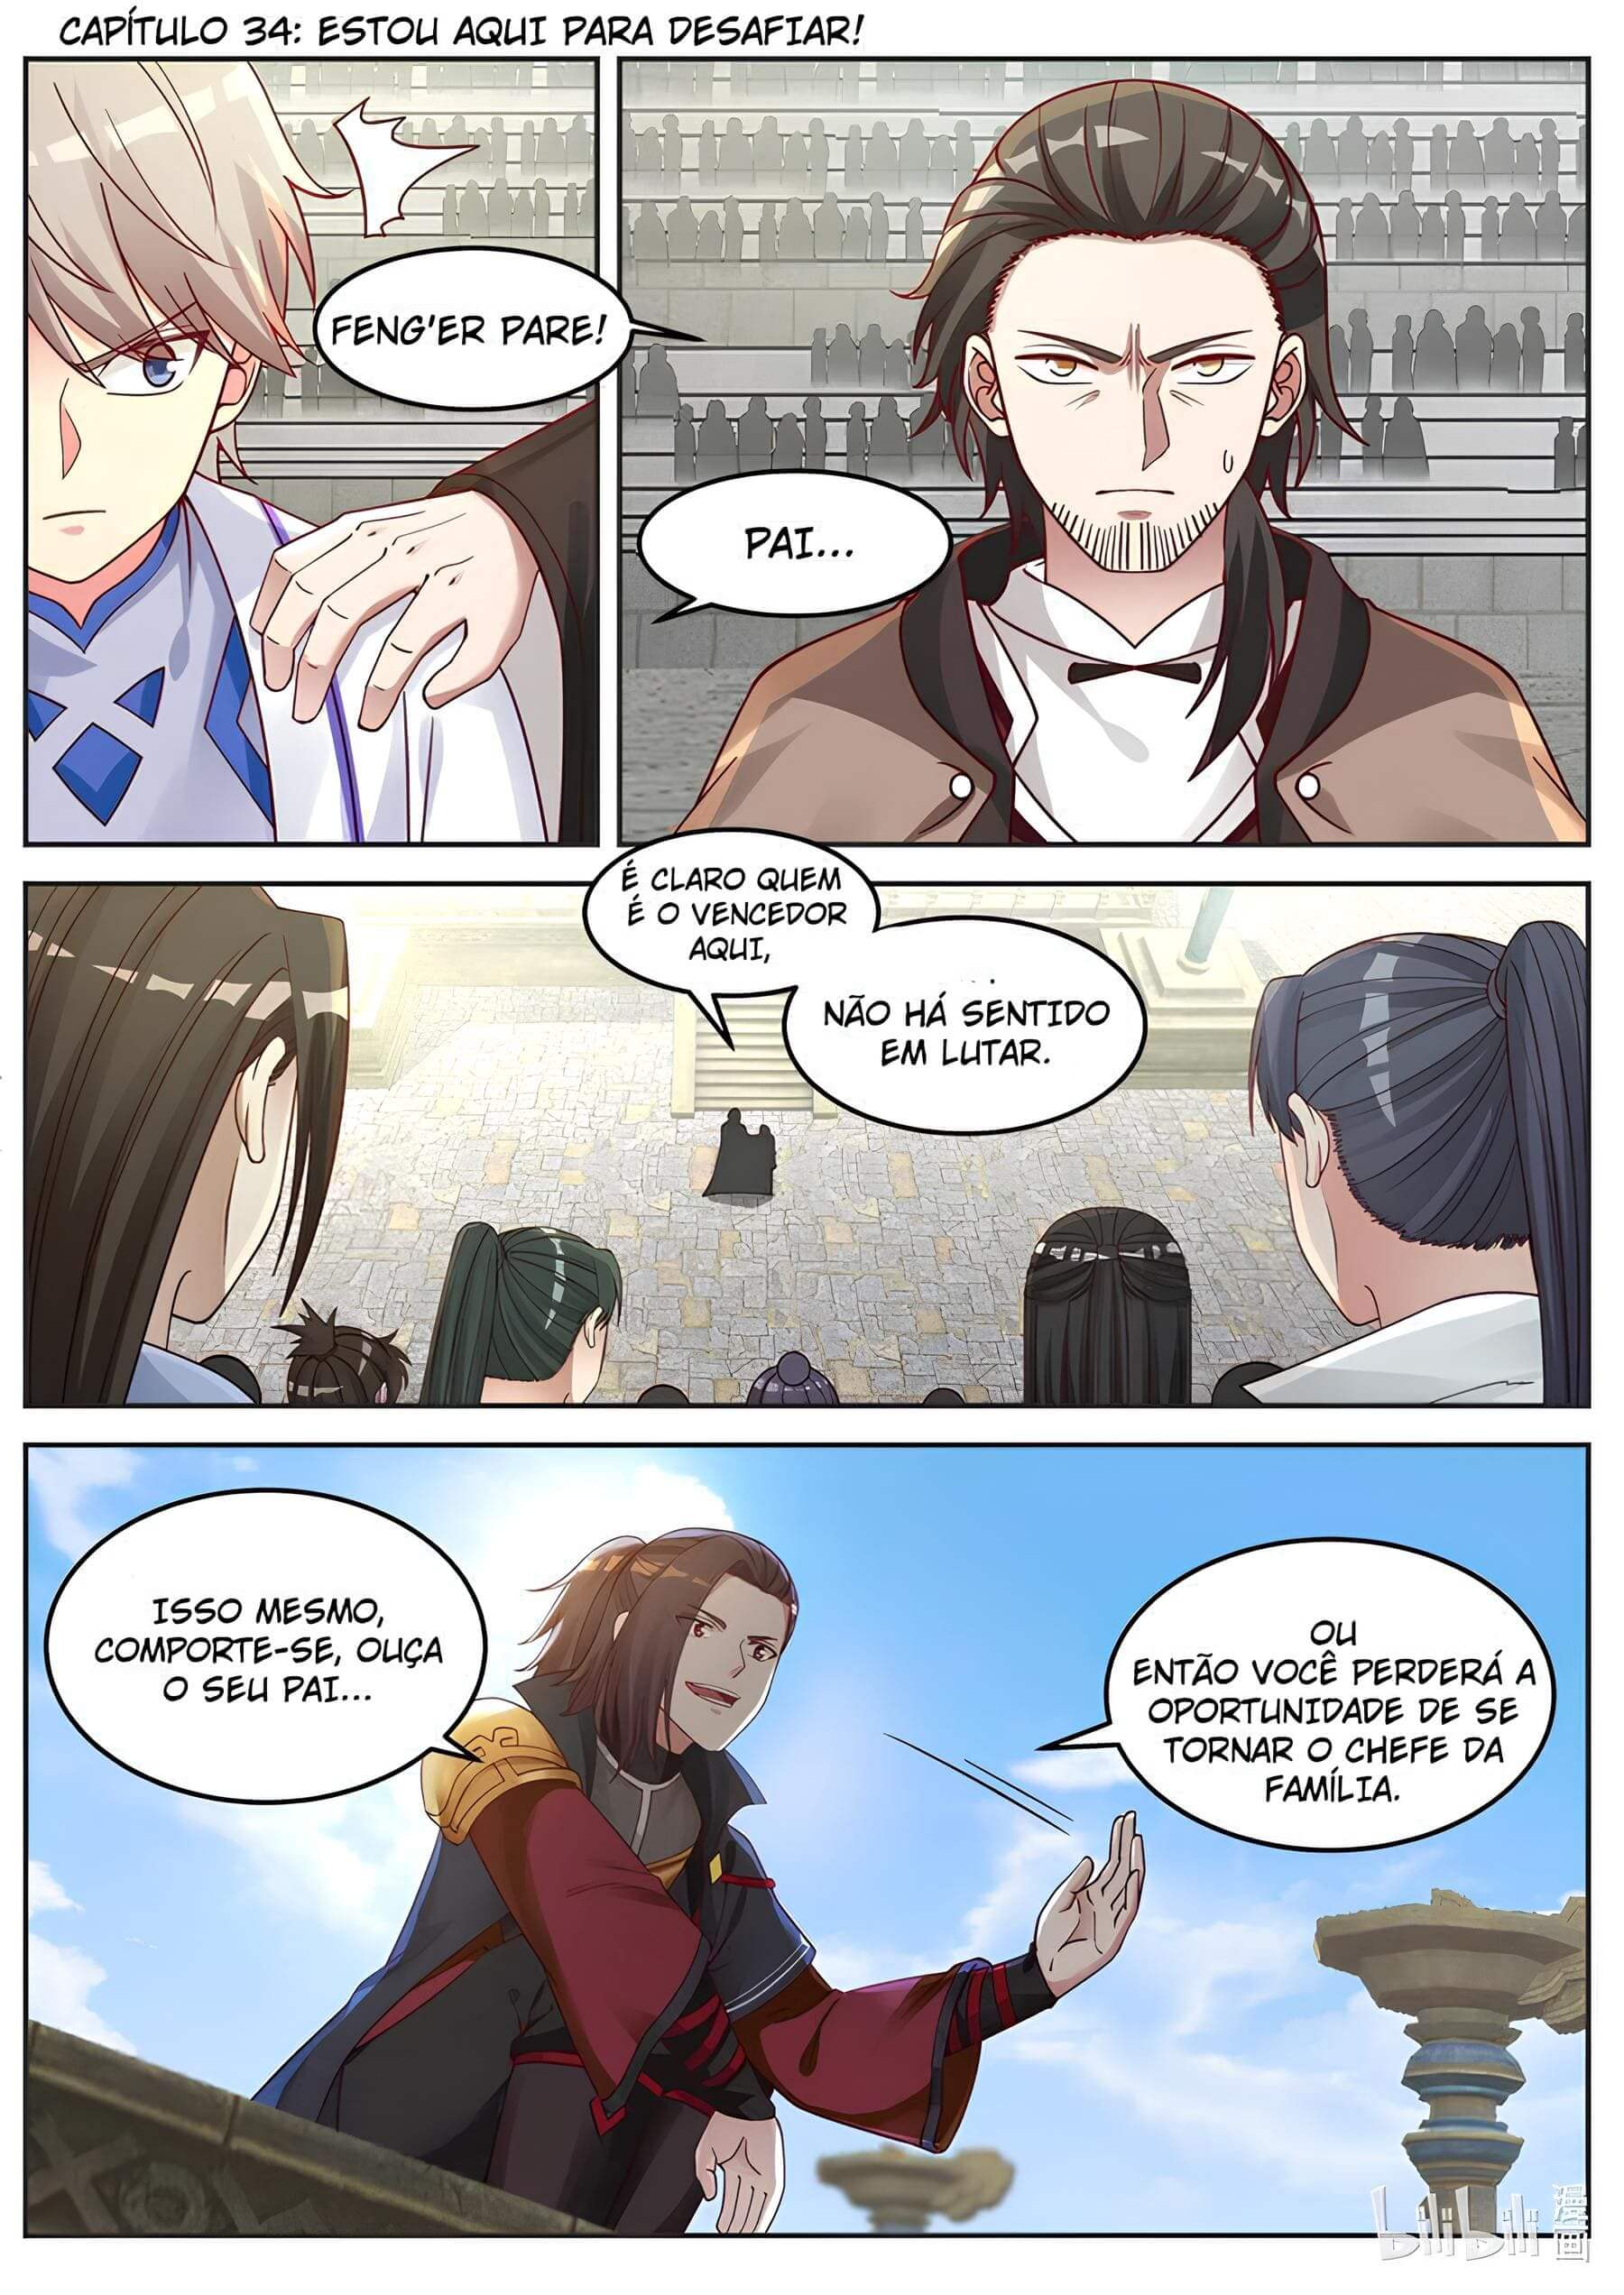 CAPÍTULO 34: ESTOU AQUI PARA DESAFIAR!
FENG'ER PARE!
PAI...
É CLARO QUEM
É O VENCEDOR
AQUI,
NÃO HÁ SENTIDO
EM LUTAR.
ISSO MESMO,
COMPORTE-SE, OUÇA
O SEU PAI...
OU
ENTÃO VOCÊ PERDERÁ A
OPORTUNIDADE DE SE
TORNAR O CHEFE DA
FAMÍLIA.
bilibili 漫画